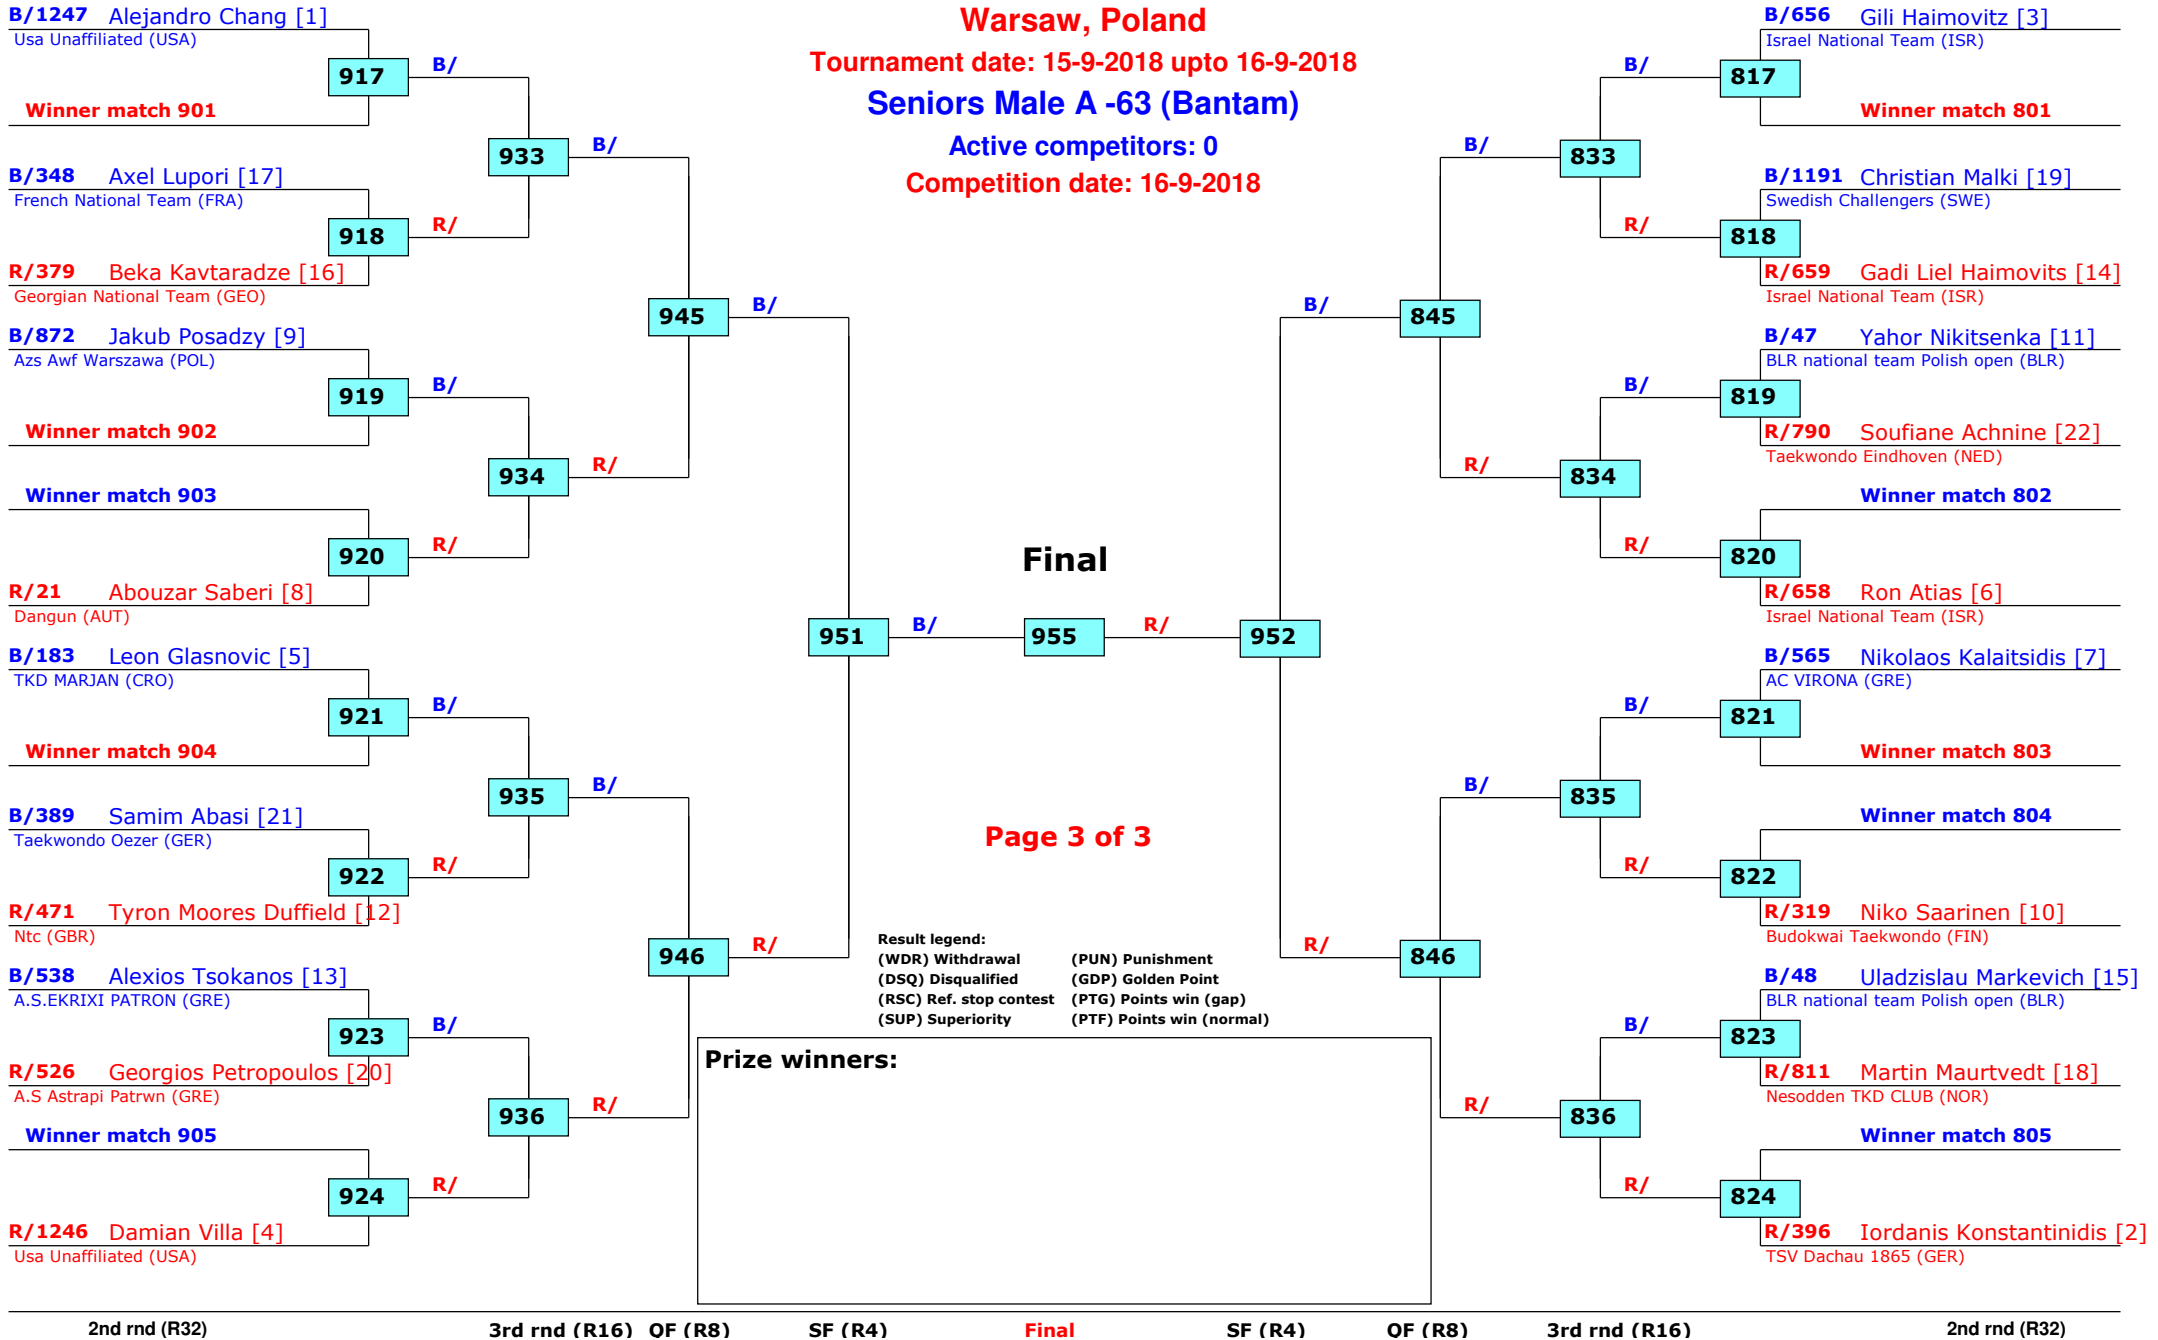 Warsaw, Poland
Tournament date: 15-9-2018 upto 16-9-2018
Seniors Male A -63 (Bantam)
Active competitors: 0
Competition date: 16-9-2018
B/1247 Alejandro Chang [1]
Usa Unaffiliated (USA)
917
B/
Winner match 901
933
B/
B/348 Axel Lupori [17]
French National Team (FRA)
918
R/
R/379 Beka Kavtaradze [16]
Georgian National Team (GEO)
945
B/
B/872 Jakub Posadzy [9]
Azs Awf Warszawa (POL)
919
B/
Winner match 902
934
R/
Winner match 903
920
R/
R/21 Abouzar Saberi [8]
Dangun (AUT)
951
B/
B/183 Leon Glasnovic [5]
TKD MARJAN (CRO)
921
B/
Winner match 904
935
B/
B/389 Samim Abasi [21]
Taekwondo Oezer (GER)
922
R/
R/471 Tyron Moores Duffield [12]
Ntc (GBR)
946
R/
B/538 Alexios Tsokanos [13]
A.S.EKRIXI PATRON (GRE)
923
B/
R/526 Georgios Petropoulos [20]
A.S Astrapi Patrwn (GRE)
936
R/
Winner match 905
924
R/
R/1246 Damian Villa [4]
Usa Unaffiliated (USA)
Final
955
Page 3 of 3
Result legend:
(WDR) Withdrawal (PUN) Punishment
(DSQ) Disqualified (GDP) Golden Point
(RSC) Ref. stop contest (PTG) Points win (gap)
(SUP) Superiority (PTF) Points win (normal)
Prize winners:
B/656 Gili Haimovitz [3]
Israel National Team (ISR)
B/
817
Winner match 801
B/
833
B/1191 Christian Malki [19]
Swedish Challengers (SWE)
R/
818
R/659 Gadi Liel Haimovits [14]
Israel National Team (ISR)
B/
845
B/47 Yahor Nikitsenka [11]
BLR national team Polish open (BLR)
B/
819
R/790 Soufiane Achnine [22]
Taekwondo Eindhoven (NED)
R/
834
Winner match 802
R/
820
R/658 Ron Atias [6]
Israel National Team (ISR)
R/
952
B/565 Nikolaos Kalaitsidis [7]
AC VIRONA (GRE)
B/
821
Winner match 803
B/
835
Winner match 804
R/
822
R/319 Niko Saarinen [10]
Budokwai Taekwondo (FIN)
R/
846
B/48 Uladzislau Markevich [15]
BLR national team Polish open (BLR)
B/
823
R/811 Martin Maurtvedt [18]
Nesodden TKD CLUB (NOR)
R/
836
Winner match 805
R/
824
R/396 Iordanis Konstantinidis [2]
TSV Dachau 1865 (GER)
2nd rnd (R32) 3rd rnd (R16) QF (R8) SF (R4) Final SF (R4) QF (R8) 3rd rnd (R16) 2nd rnd (R32)